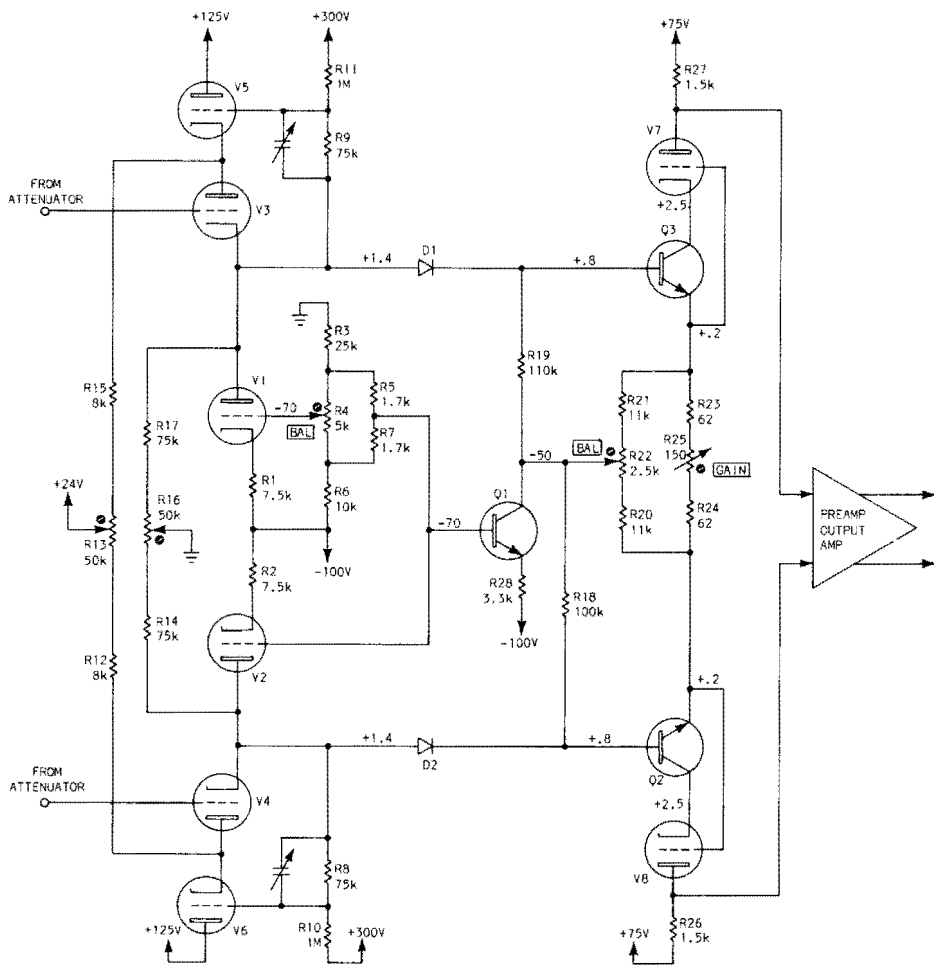 +125V
+300V
+75V
R11
1M
R27
1.5k
V5
R9
75k
V7
FROM
ATTENUATOR
V3
+2.5
Q3
+1.4
D1
+.8
+.2
R3
25k
R19
110k
R15
8k
V1
R5
1.7k
R21
11k
R23
62
-70
R4
5k
BAL
R17
75k
R7
1.7k
-50
BAL
R22
2.5k
R25
150
GAIN
+24V
R1
7.5k
R16
50k
R6
10k
Q1
-70
R20
11k
R24
62
PREAMP
OUTPUT
AMP
R13
50k
-100V
R2
7.5k
R28
3.3k
R18
100k
R14
75k
-100V
R12
8k
V2
+.2
+1.4
D2
+.8
Q2
FROM
ATTENUATOR
V4
+2.5
R8
75k
V8
+125V
V6
R10
1M
+300V
+75V
R26
1.5k